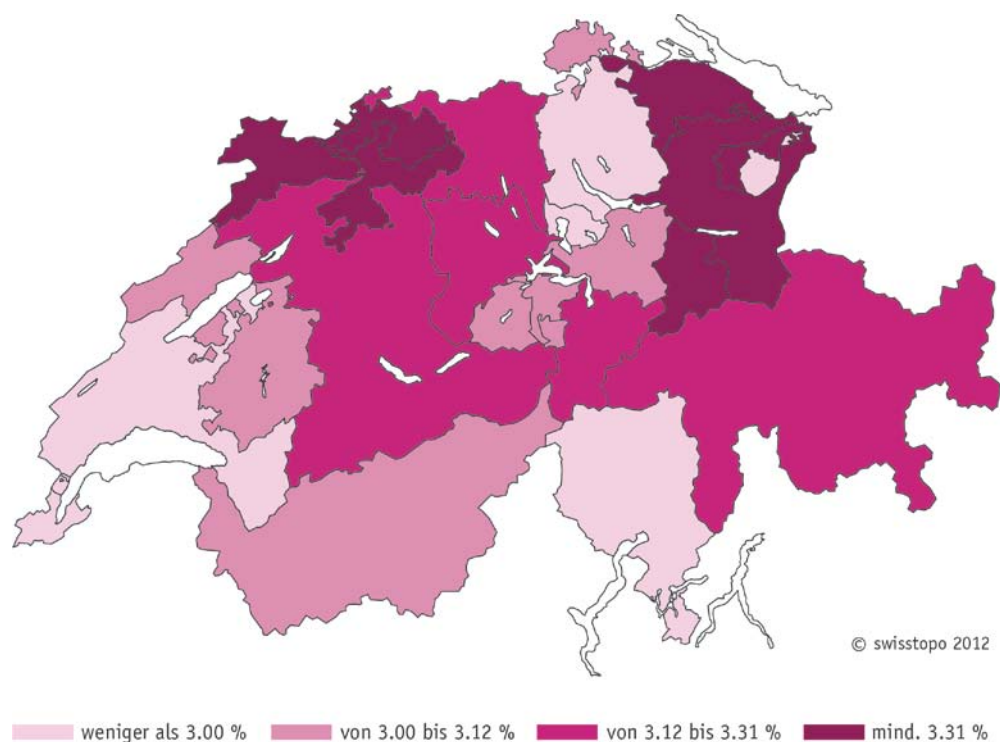 © swisstopo 2012
weniger als 3.00 % von 3.00 bis 3.12 % von 3.12 bis 3.31 % mind. 3.31 %